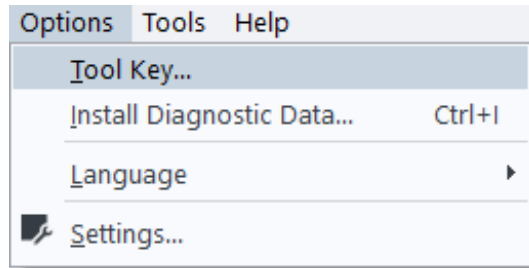 Options Tools Help
Tool Key...
Install Diagnostic Data... Ctrl+I
Language
Settings...